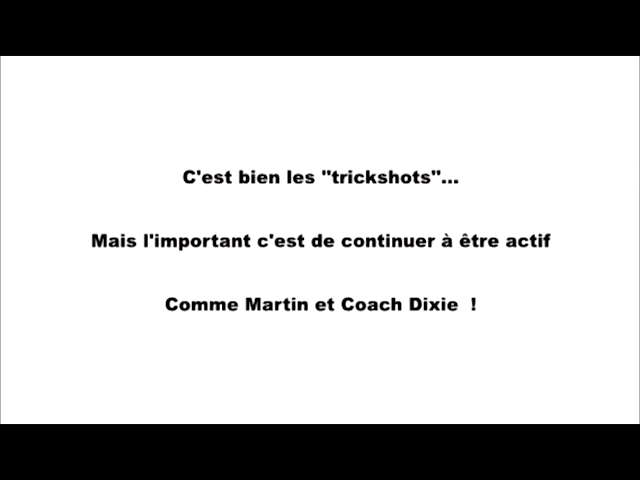 C'est bien les "trickshots"...
Mais l'important c'est de continuer à être actif
Comme Martin et Coach Dixie  !